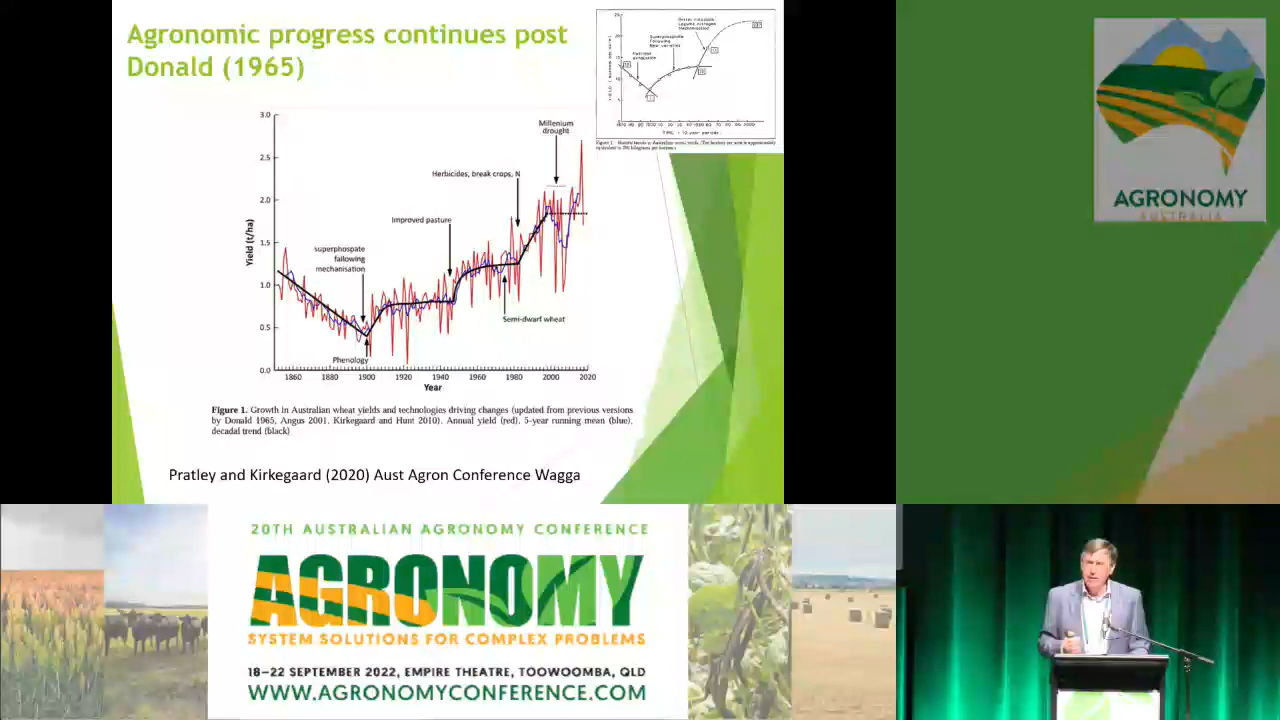 Agronomic progress continues post
Donald (1965)
3.0
2.5
2.0
1.5
1.0
0.5
0.0
Yield (t/ha)
Millenium
drought
Herbicides, break crops, N
Improved pasture
superphospate
fallowing
mechanisation
Semi-dwarf wheat
Phenology
1860
1880
1900
1920
1940
1960
1980
2000
2020
Year
Figure 1. Growth in Australian wheat yields and technologies driving changes (updated from previous versions
by Donald 1965, Angus 2001, Kirkegaard and Hunt 2010). Annual yield (red), 5-year running mean (blue),
decadal trend (black)
Pratley and Kirkegaard (2020) Aust Agron Conference Wagga
AGRONOMY
AUSTRALIA
20TH AUSTRALIAN AGRONOMY CONFERENCE
AGRONOMY
SYSTEM SOLUTIONS FOR COMPLEX PROBLEMS
18–22 SEPTEMBER 2022, EMPIRE THEATRE, TOOWOOMBA, QLD
WWW.AGRONOMYCONFERENCE.COM